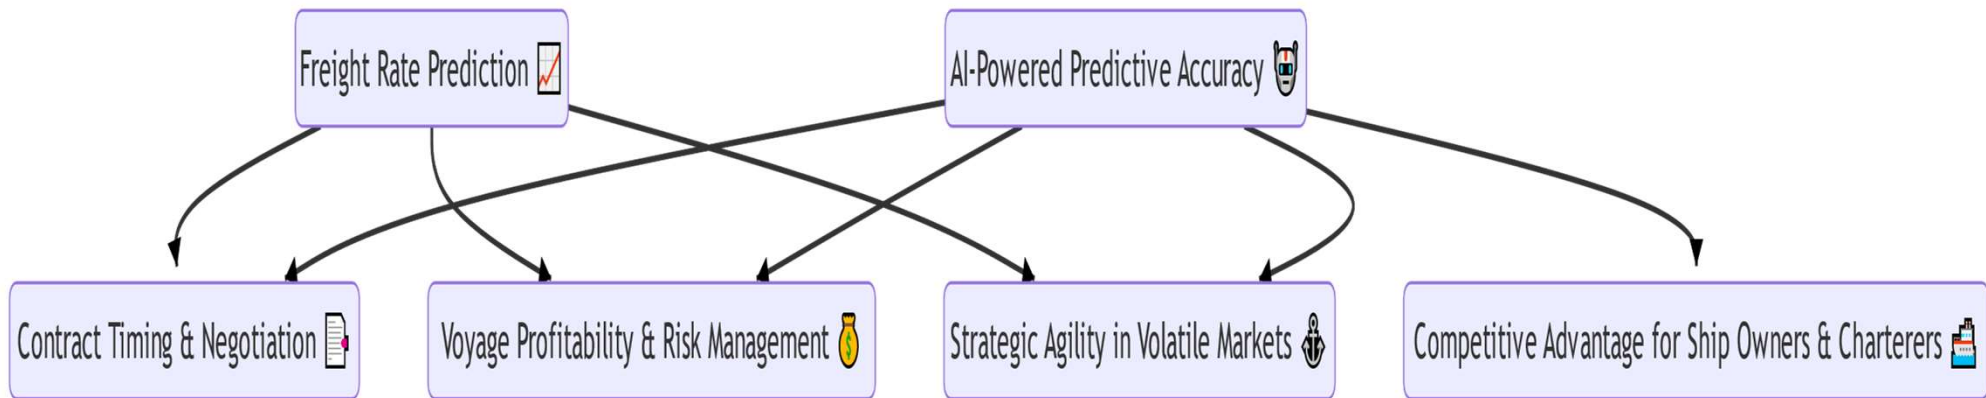 Freight Rate Prediction 📈
AI-Powered Predictive Accuracy 🤖
Contract Timing & Negotiation 📑
Voyage Profitability & Risk Management 💰
Strategic Agility in Volatile Markets ⚓
Competitive Advantage for Ship Owners & Charterers 🚢